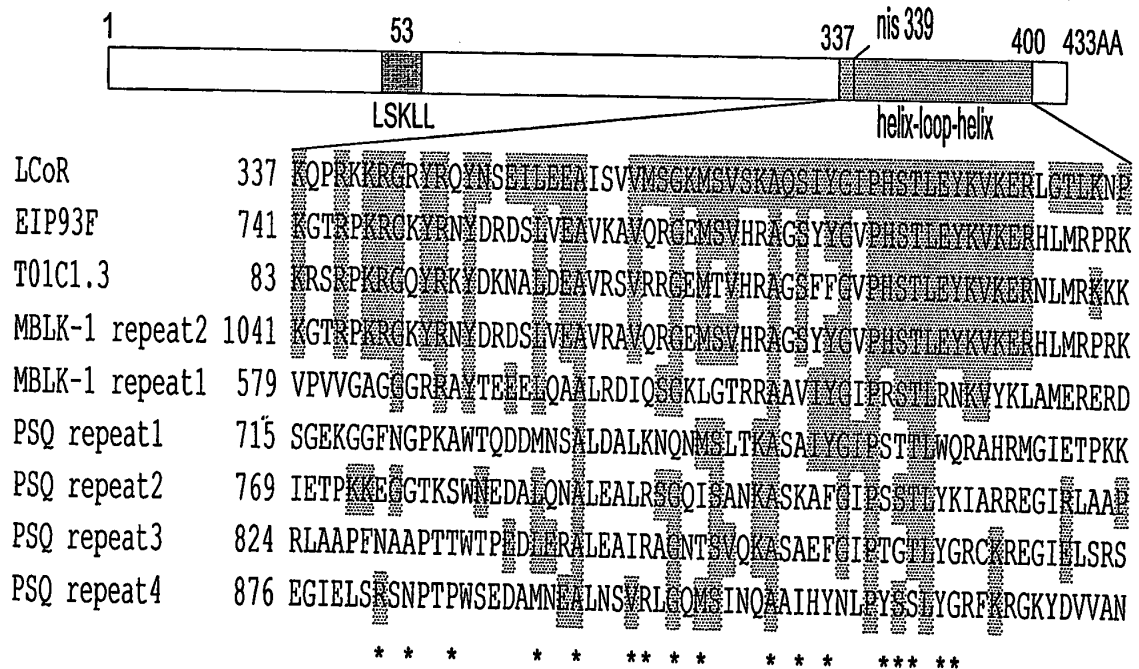 1 53 337 nis 339 400 433AA
LSKLL helix-loop-helix
LCoR 337 KQPRKKRGRYRQYNSEILEEAISVVMSGKMSVSKAQSIYGIPHSTLEYKVKERLGTLKNP
EIP93F 741 KGTRPKRGKYRNYDRDSLVEAVKAVQRGEMSVHRAGSYYGVPHSTLEYKVKERHLMRPRK
T01C1.3 83 KRSRPKRGQYRKYDKNALDEAVRSVRRGEMTVHRAGSFFGVPHSTLEYKVKERNLMRKKK
MBLK-1 repeat2 1041 KGTRPKRGKYRNYDRDSLVEAVRAVQRGEMSVHRAGSYYGVPHSTLEYKVKERHLMRPRK
MBLK-1 repeat1 579 VPVVGAGGGRRAYTEEELQAALRDIQSGKLGTRRAAVIYGIPRSTLRNKVYKLAMERERD
PSQ repeat1 715 SGEKGGFNGPKAWTQDDMNSALDALKNQNMSLTKASAIYGIPSTTLWQRAHRMGIETPKK
PSQ repeat2 769 IETPKKEGGTKSWNEDALQNALEALRSGQISANKASKAFGIPSSTLYKIARREGIRLAAP
PSQ repeat3 824 RLAAPFNAAPTTWTPEDLERALEAIRAGNTSVQKASAEFGIPTGTLYGRCKREGIELSRS
PSQ repeat4 876 EGIELSRSNPTPWSEDAMNEALNSVRLGQMSINQAAIHYNLPYSSLYGRFKRGKYDVVAN
* * * * * ** * * * * * *** **